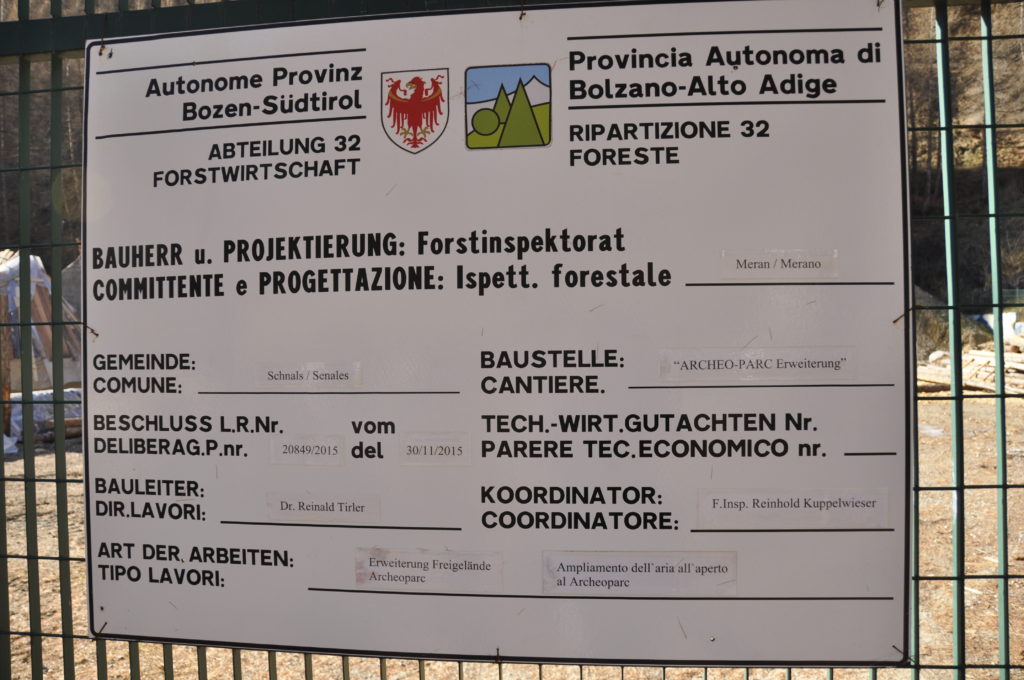 Autonome Provinz
Bozen-Südtirol
ABTEILUNG 32
FORSTWIRTSCHAFT
Provincia Autonoma di
Bolzano-Alto Adige
RIPARTIZIONE 32
FORESTE
BAUHERR u. PROJEKTIERUNG: Forstinspektorat
COMMITTENTE e PROGETTAZIONE: Ispett. forestale
Meran / Merano
GEMEINDE:
COMUNE:
Schnals / Senales
BAUSTELLE:
CANTIERE.
"ARCHEO-PARC Erweiterung"
BESCHLUSS L.R.Nr.
DELIBERAG.P.nr.
20849/2015
vom
del
30/11/2015
TECH.-WIRT.GUTACHTEN Nr.
PARERE TEC.ECONOMICO nr.
BAULEITER:
DIR.LAVORI:
Dr. Reinald Tirler
KOORDINATOR:
COORDINATORE:
F.Insp. Reinhold Kuppelwieser
ART DER. ARBEITEN:
TIPO LAVORI:
Erweiterung Freigelände
Archeoparc
Ampliamento dell`aria all`aperto
al Archeoparc